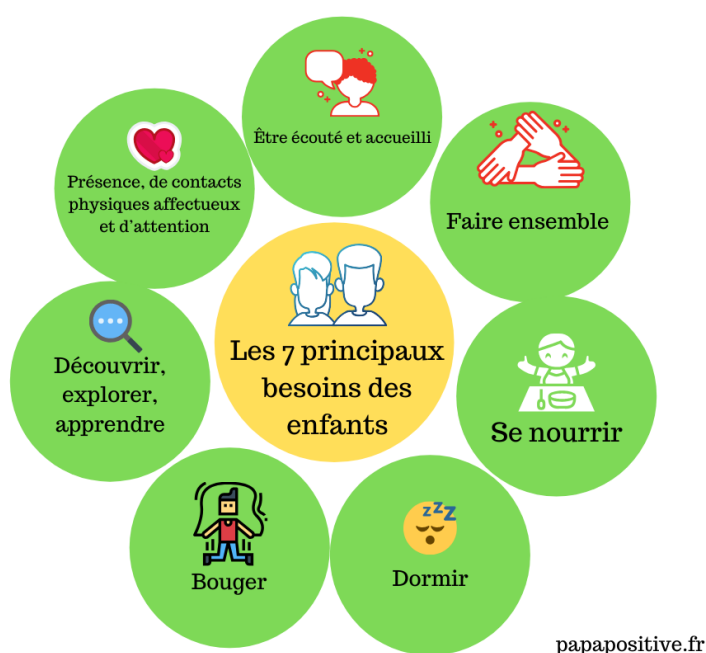 Les 7 principaux
besoins des
enfants
Être écouté et accueilli
Faire ensemble
Se nourrir
zzZ
Dormir
Bouger
Découvrir,
explorer,
apprendre
Présence, de contacts
physiques affectueux
et d'attention
papapositive.fr